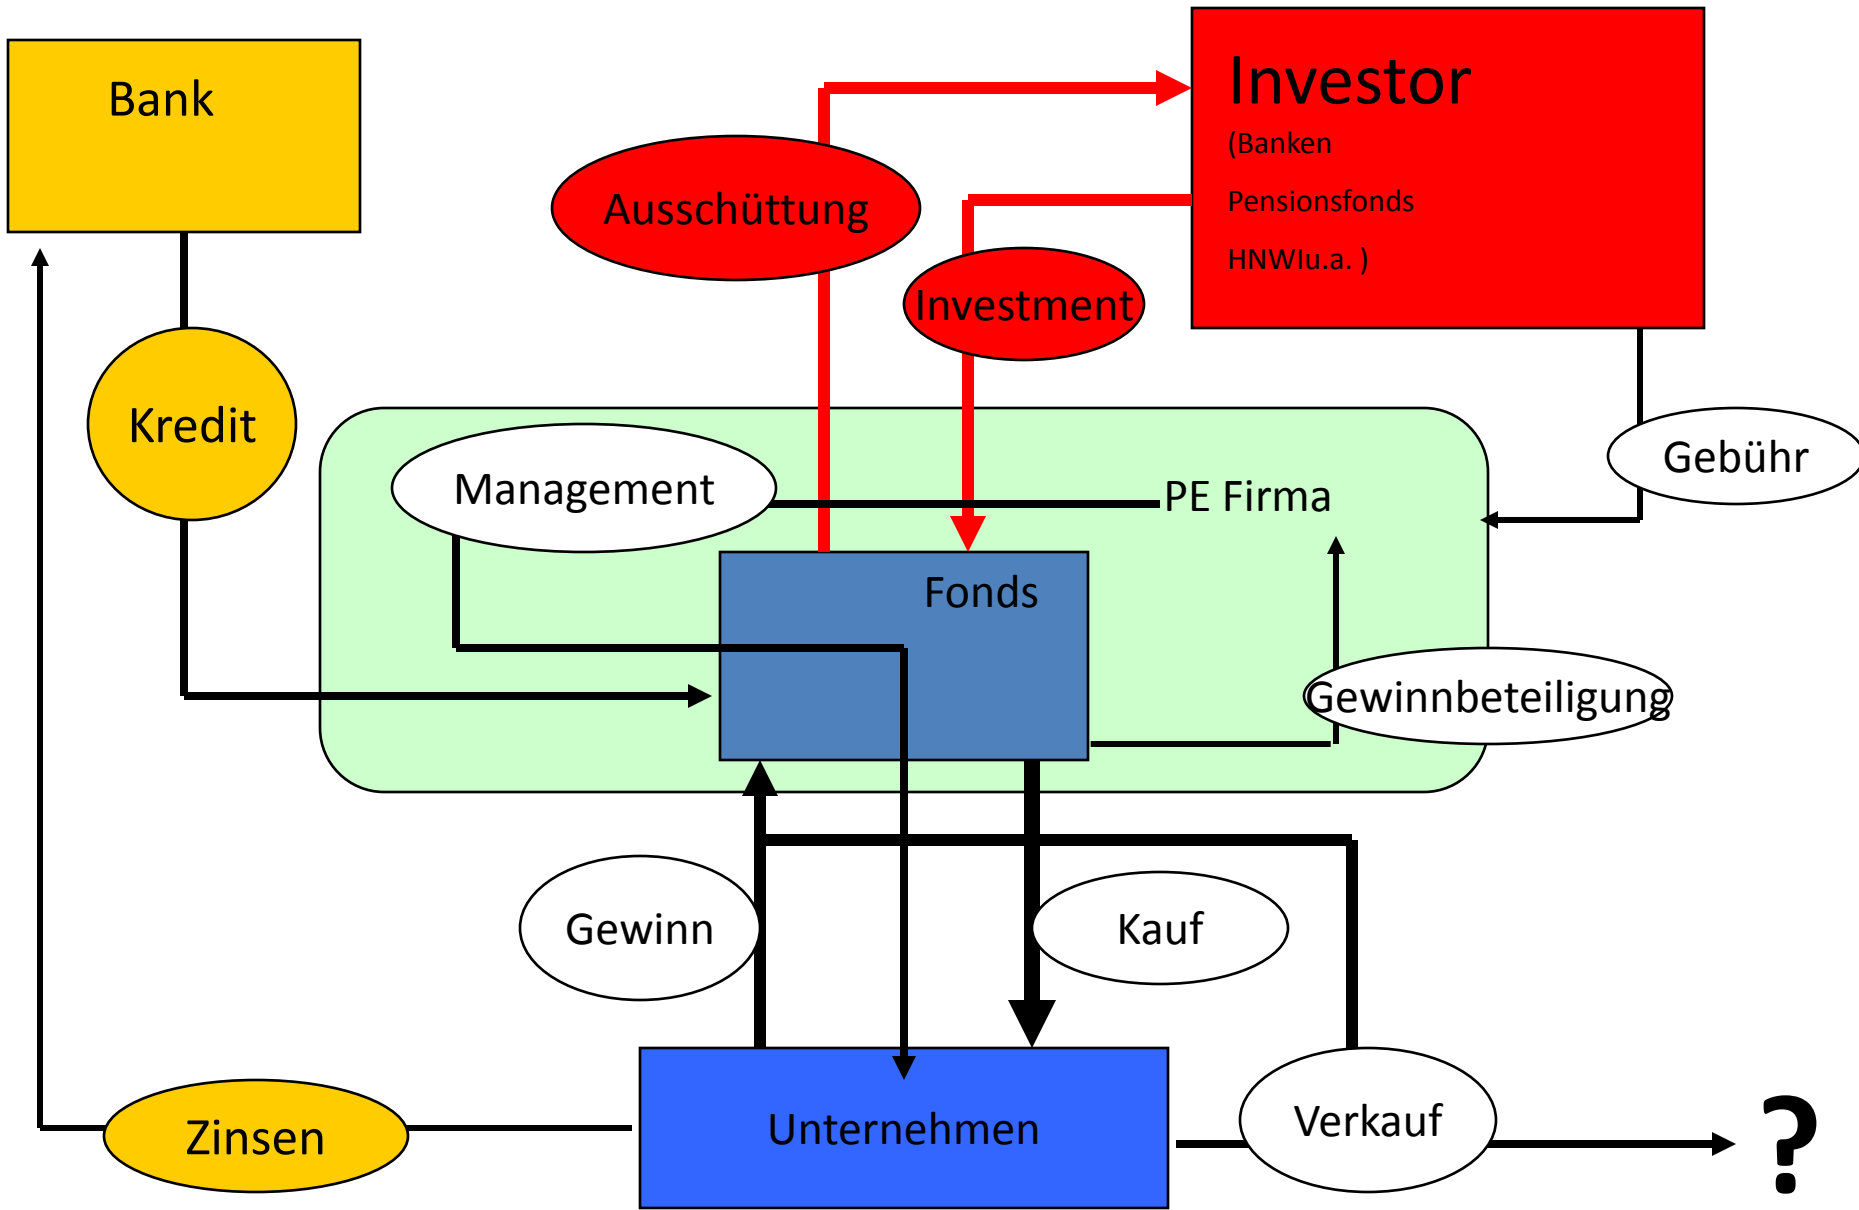 Bank
Investor
(Banken
Pensionsfonds
HNWIu.a. )
Ausschüttung
Investment
Kredit
Gebühr
Management
PE Firma
Fonds
Gewinnbeteiligung
Gewinn
Kauf
Zinsen
Unternehmen
Verkauf
?